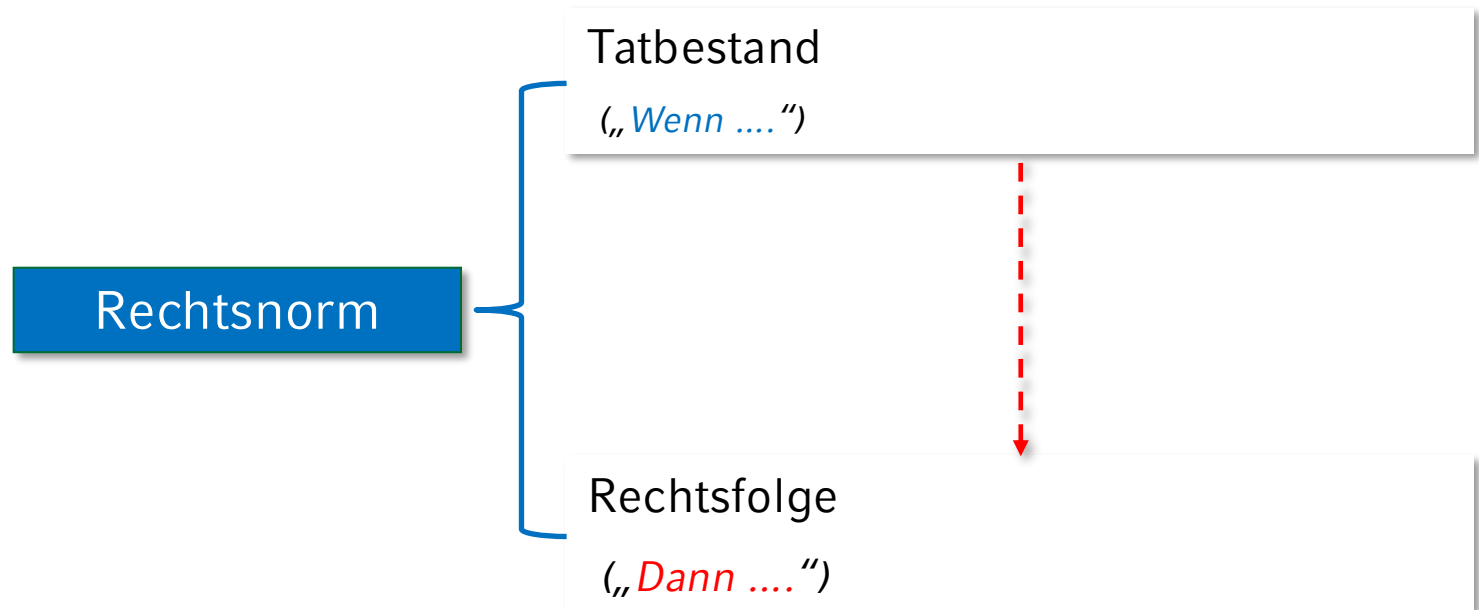 Tatbestand
(„Wenn ....“)
Rechtsnorm
Rechtsfolge
(„Dann ....“)